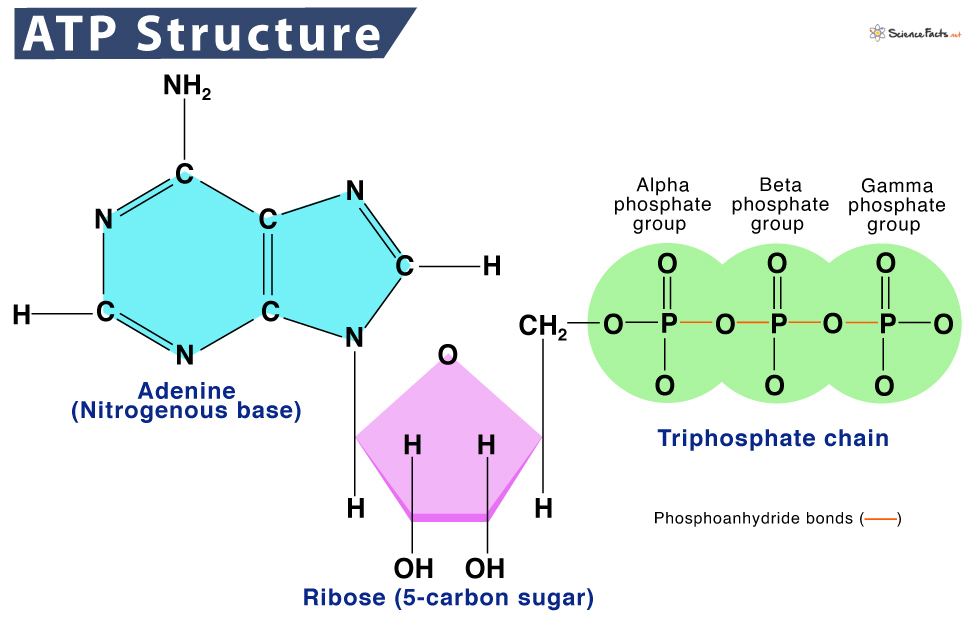 ATP Structure
ScienceFacts.net
NH2
C
N
C
N
C
H
H
C
C
N
N
Adenine
(Nitrogenous base)
O
H
H
H
H
OH
OH
Ribose (5-carbon sugar)
CH2
Alpha
phosphate
group
Beta
phosphate
group
Gamma
phosphate
group
O
O
O
O
P
O
P
O
P
O
O
O
O
Triphosphate chain
Phosphoanhydride bonds (—)